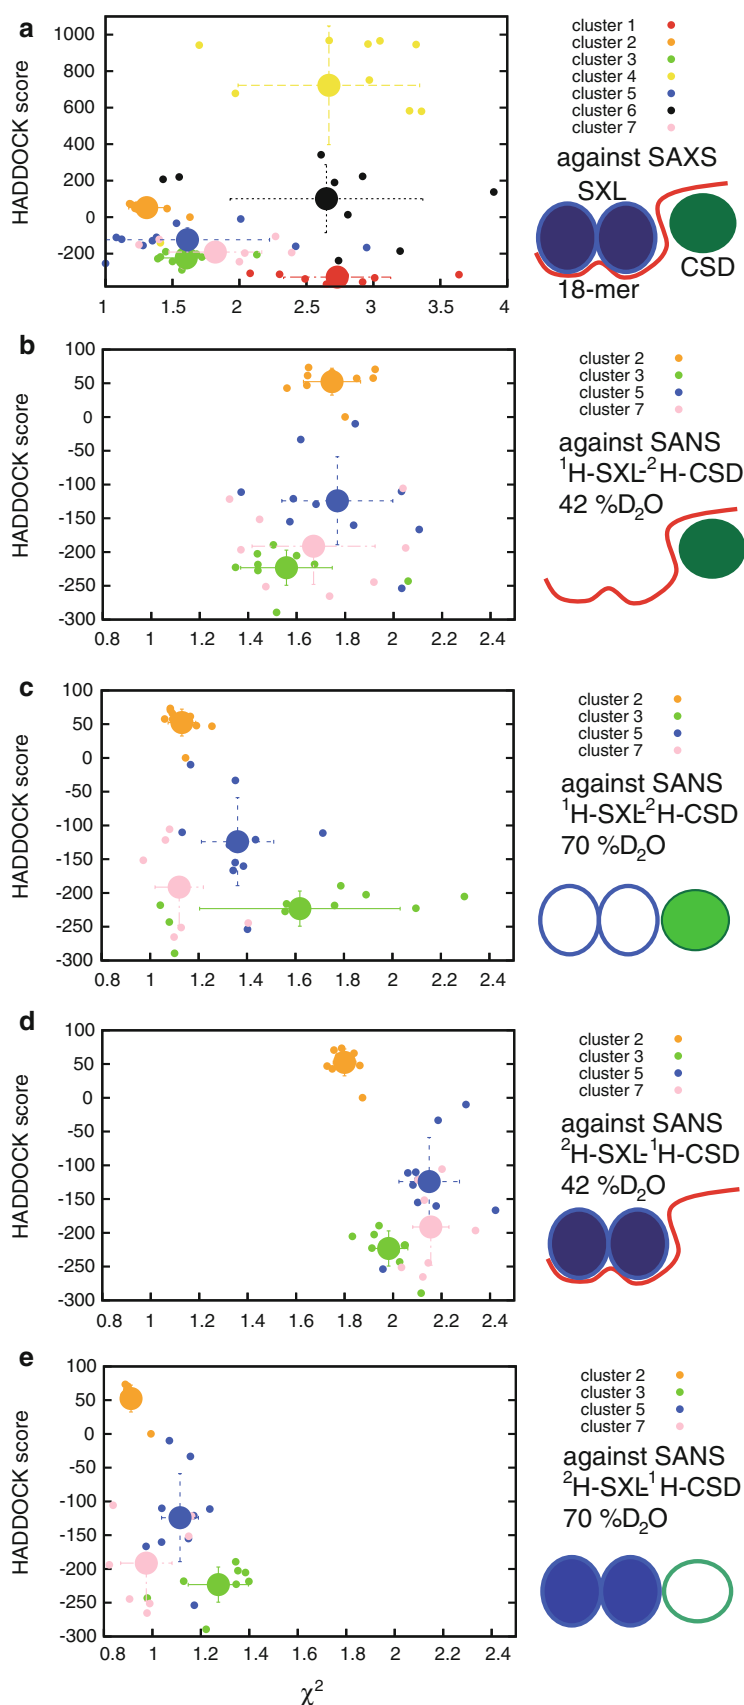 a
HADDOCK score
1000
800
600
400
200
0
-200
1
1.5
2
2.5
3
3.5
4
cluster 1
cluster 2
cluster 3
cluster 4
cluster 5
cluster 6
cluster 7
against SAXS
SXL
CSD
18-mer
b
HADDOCK score
100
50
0
-50
-100
-150
-200
-250
-300
0.8
1
1.2
1.4
1.6
1.8
2
2.2
2.4
cluster 2
cluster 3
cluster 5
cluster 7
against SANS
¹H-SXL-²H-CSD
42 %D₂O
c
HADDOCK score
100
50
0
-50
-100
-150
-200
-250
-300
0.8
1
1.2
1.4
1.6
1.8
2
2.2
2.4
cluster 2
cluster 3
cluster 5
cluster 7
against SANS
¹H-SXL-²H-CSD
70 %D₂O
d
HADDOCK score
100
50
0
-50
-100
-150
-200
-250
-300
0.8
1
1.2
1.4
1.6
1.8
2
2.2
2.4
cluster 2
cluster 3
cluster 5
cluster 7
against SANS
²H-SXL-¹H-CSD
42 %D₂O
e
HADDOCK score
100
50
0
-50
-100
-150
-200
-250
-300
0.8
1
1.2
1.4
1.6
1.8
2
2.2
2.4
χ²
cluster 2
cluster 3
cluster 5
cluster 7
against SANS
²H-SXL-¹H-CSD
70 %D₂O